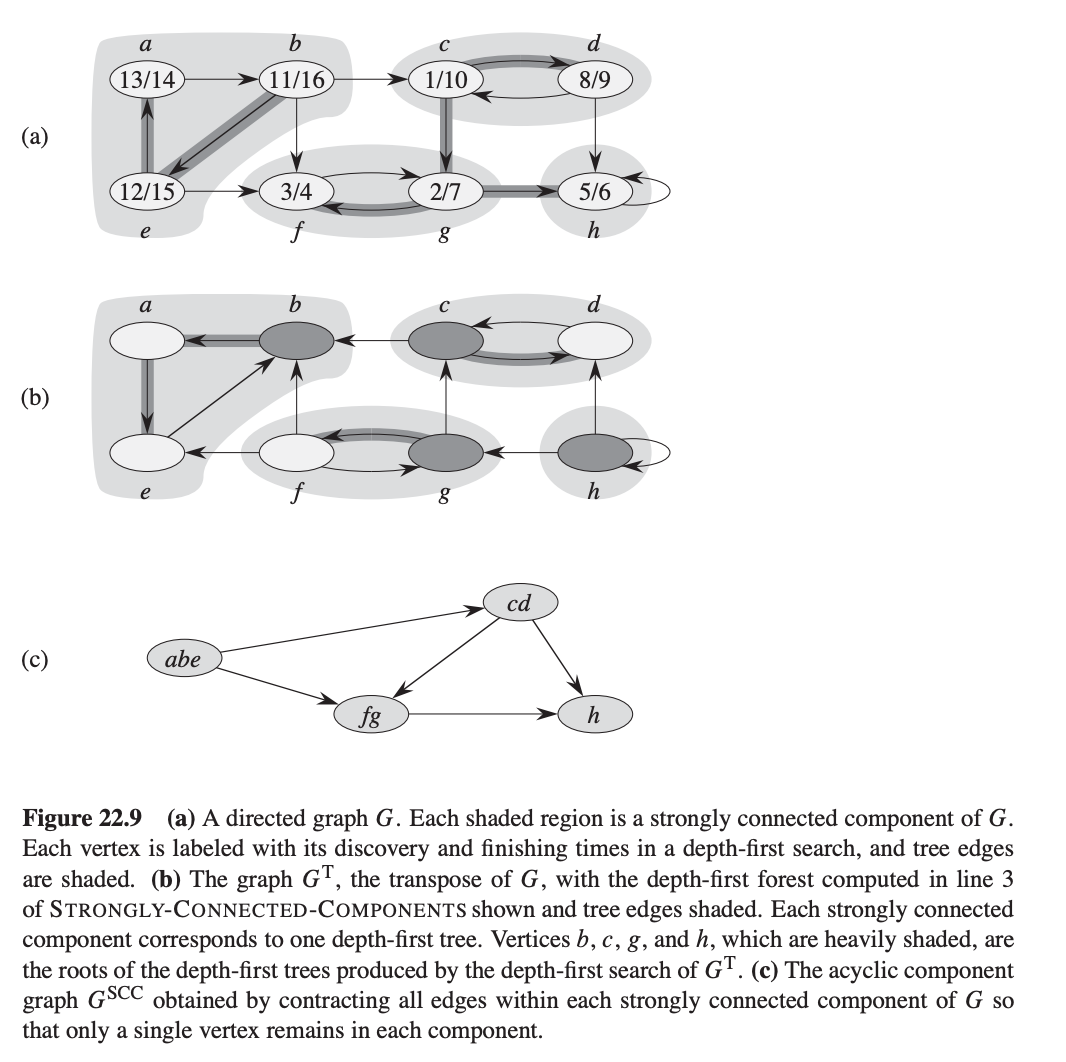 a b c d
(a) 13/14 11/16 1/10 8/9
12/15 3/4 2/7 5/6
e f g h
a b c d
(b)
e f g h
cd
(c) abe
fg h
Figure 22.9 (a) A directed graph G. Each shaded region is a strongly connected component of G.
Each vertex is labeled with its discovery and finishing times in a depth-first search, and tree edges
are shaded. (b) The graph Gᵀ, the transpose of G, with the depth-first forest computed in line 3
of STRONGLY-CONNECTED-COMPONENTS shown and tree edges shaded. Each strongly connected
component corresponds to one depth-first tree. Vertices b, c, g, and h, which are heavily shaded, are
the roots of the depth-first trees produced by the depth-first search of Gᵀ. (c) The acyclic component
graph G^SCC obtained by contracting all edges within each strongly connected component of G so
that only a single vertex remains in each component.